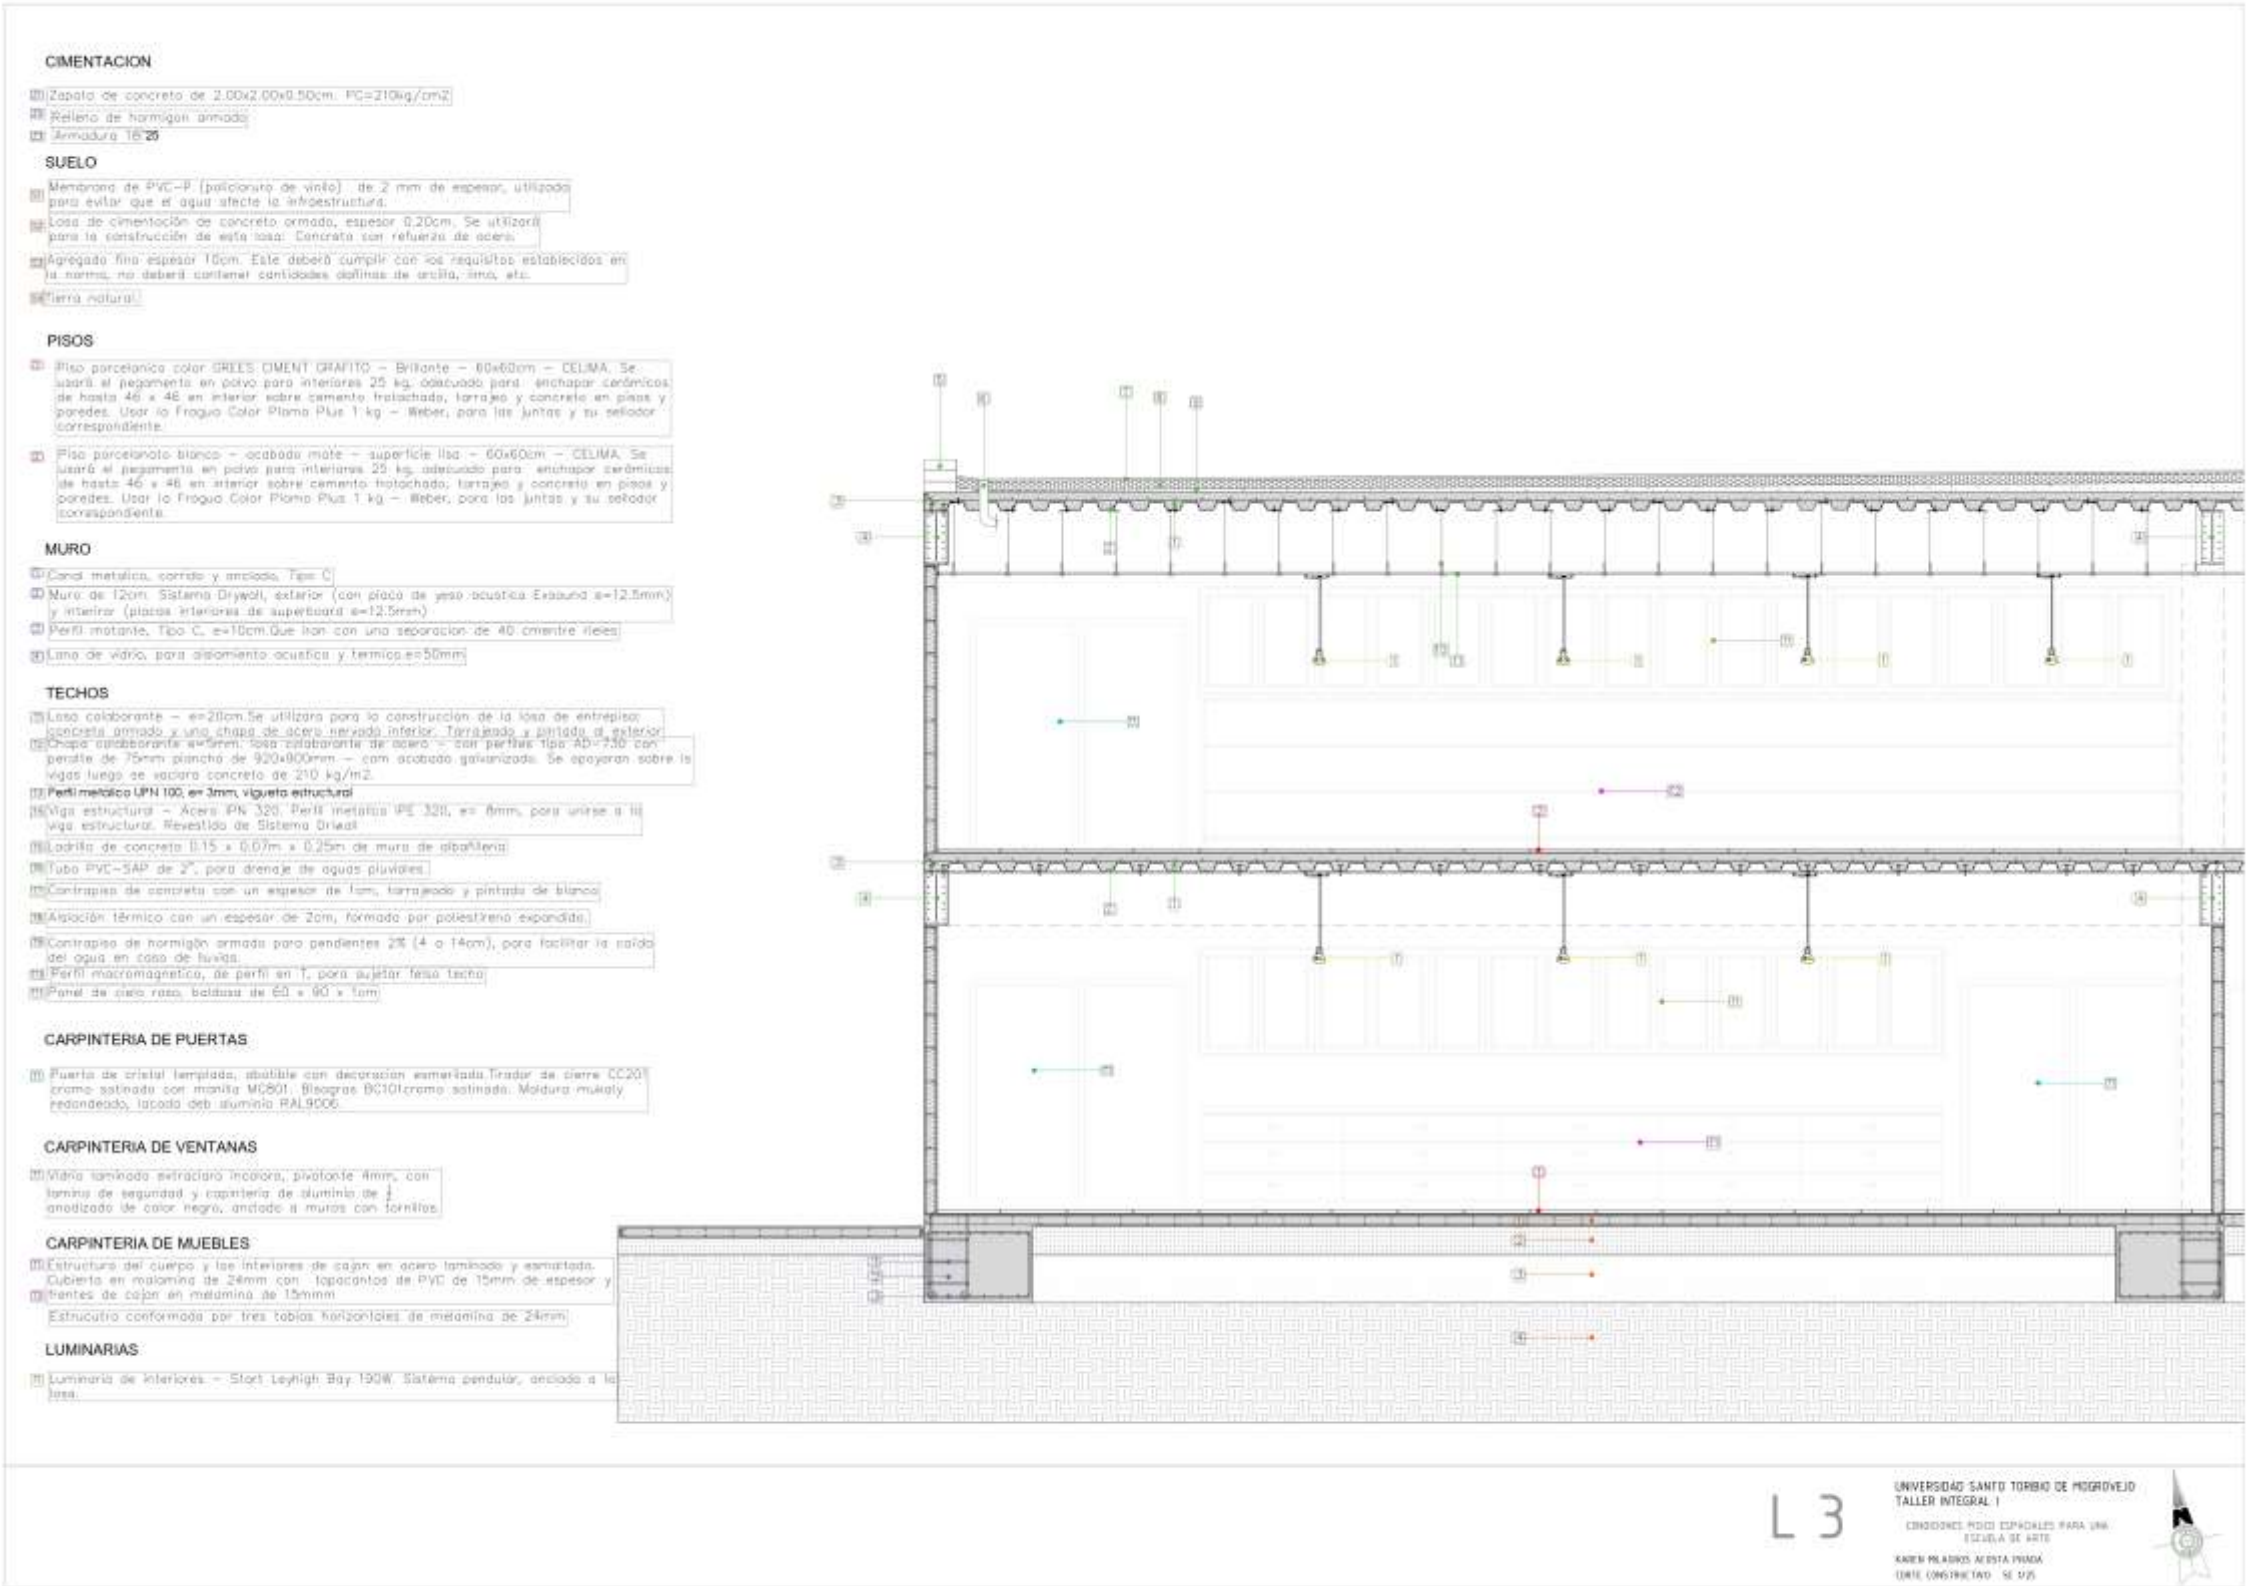 CIMENTACION
Zapata de concreto de 2.00x2.00x0.50cm. FC=210kg/cm2
Relleno de hormigon armado
Armadura 16 25
SUELO
Membrana de PVC-P (policloruro de vinilo) de 2 mm de espesor, utilizada
para evitar que el agua afecte la infraestructura.
Losa de cimentación de concreto armado, espesor 0.20cm. Se utilizará
para la construcción de esta losa: Concreto con refuerzo de acero.
Agregado fino espesor 10cm. Este deberá cumplir con los requisitos establecidos en
la norma, no deberá contener cantidades dañinas de arcilla, limo, etc.
Tierra natural.
PISOS
Piso porcelanico color GREES CIMENT GRAFITO – Brillante – 60x60cm – CELIMA. Se
usará el pegamento en polvo para interiores 25 kg, adecuado para enchapar cerámicos
de hasta 46 x 46 en interior sobre cemento frotachado, tarrajeo y concreto en pisos y
paredes. Usar la Fragua Color Plomo Plus 1 kg – Weber, para las juntas y su sellador
correspondiente.
Piso porcelanato blanco – acabado mate – superficie lisa – 60x60cm – CELIMA. Se
usará el pegamento en polvo para interiores 25 kg, adecuado para enchapar cerámicos
de hasta 46 x 46 en interior sobre cemento frotachado, tarrajeo y concreto en pisos y
paredes. Usar la Fragua Color Plomo Plus 1 kg – Weber, para las juntas y su sellador
correspondiente.
MURO
Canal metalico, corrido y anclado, Tipo C
Muro de 12cm. Sistema Drywall, exterior (con placa de yeso acustica Exsound e=12.5mm)
y interiror (placas interiores de superboard e=12.5mm)
Perfil motante, Tipo C, e=10cm.Que iran con una separacion de 40 cmentre rieles
Lana de vidrio, para aislamiento acustico y termico.e=50mm
TECHOS
Losa colaborante – e=20cm.Se utilizara para la construccion de la losa de entrepiso:
concreto armado y una chapa de acero nervada inferior. Tarrajeado y pintado al exterior
Chapa colabborante e=5mm. losa colaborante de acero – con perfiles tipo AD-730 con
peralte de 75mm plancha de 920x900mm – com acabado galvanizado. Se apoyaran sobre la
vigas luego se vaciara concreto de 210 kg/m2.
Perfil metálico UPN 100, e= 3mm, vigueta estructural
Viga estructural – Acero IPN 320. Perfil metalico IPE 320, e= 8mm, para unirse a la
viga estructural. Revestido de Sistema Driwall
Ladrillo de concreto 0.15 x 0.07m x 0.25m de muro de albañileria
Tubo PVC-SAP de 2", para drenaje de aguas pluviales.
Contrapiso de concreto con un espesor de 1cm, tarrajeado y pintado de blanco
Aislación térmica con un espesor de 2cm, formado por poliestireno expandido.
Contrapiso de hormigón armado para pendientes 2% (4 a 14cm), para facilitar la caída
del agua en caso de lluvias.
Perfil macromagnetico, de perfil en T, para sujetar falso techo
Panel de cielo raso, baldosa de 60 x 90 x 1cm
CARPINTERIA DE PUERTAS
Puerta de cristal templado, abatible con decoracion esmerilada.Tirador de cierre CC201
cromo satinado con manilla MC801. Bisagras BC101cromo satinado. Moldura mukaly
redondeado, lacada deb aluminio RAL9006.
CARPINTERIA DE VENTANAS
Vidrio laminado extraclaro incoloro, pivotante 4mm, con
lamina de seguridad y capinteria de aluminio de
anodizado de color negro, anclado a muros con tornillos.
CARPINTERIA DE MUEBLES
Estructura del cuerpo y los interiores de cajon en acero laminado y esmaltado.
Cubierta en malamina de 24mm con tapacantos de PVC de 15mm de espesor y
frentes de cajon en melamina de 15mmm
Estrucutra conformada por tres tablas horizontales de melamina de 24mm
LUMINARIAS
Luminaria de interiores – Start Leyhigh Bay 190W. Sistema pendular, anclado a la
losa.
L 3
UNIVERSIDAD SANTO TORIBIO DE MOGROVEJO
TALLER INTEGRAL I
CONDICIONES FISICO ESPACIALES PARA UNA
ESCUELA DE ARTE
KAREN MILAGROS ACOSTA PRADA
CORTE CONSTRUCTIVO SE 1/25